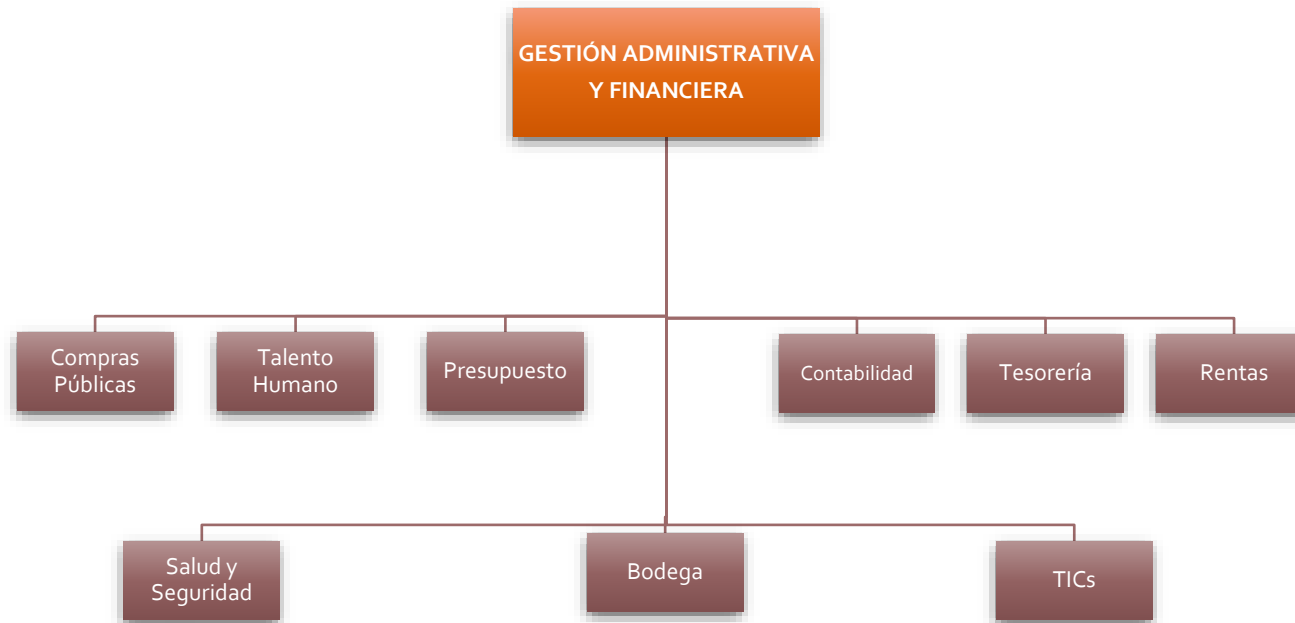 GESTIÓN ADMINISTRATIVA
Y FINANCIERA
Compras
Públicas
Talento
Humano
Presupuesto
Contabilidad
Tesorería
Rentas
Salud y
Seguridad
Bodega
TICs